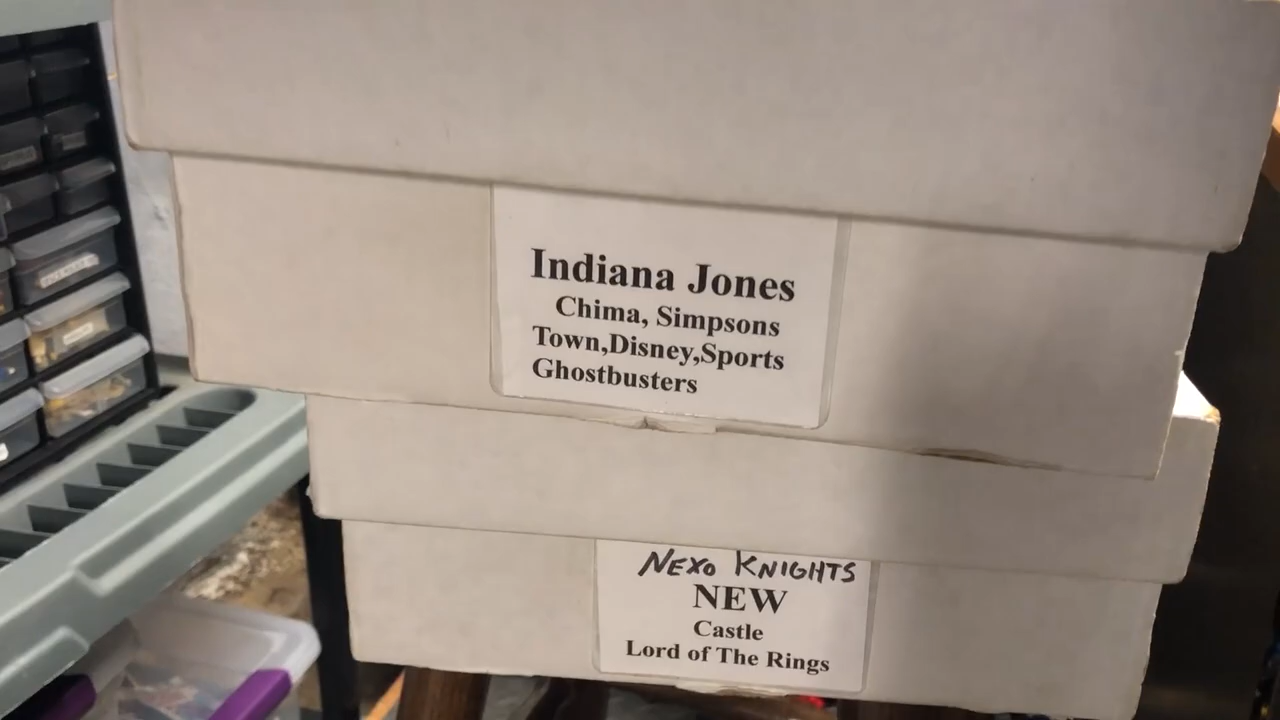 Indiana Jones
Chima, Simpsons
Town,Disney,Sports
Ghostbusters
NEXO KNIGHTS
NEW
Castle
Lord of The Rings